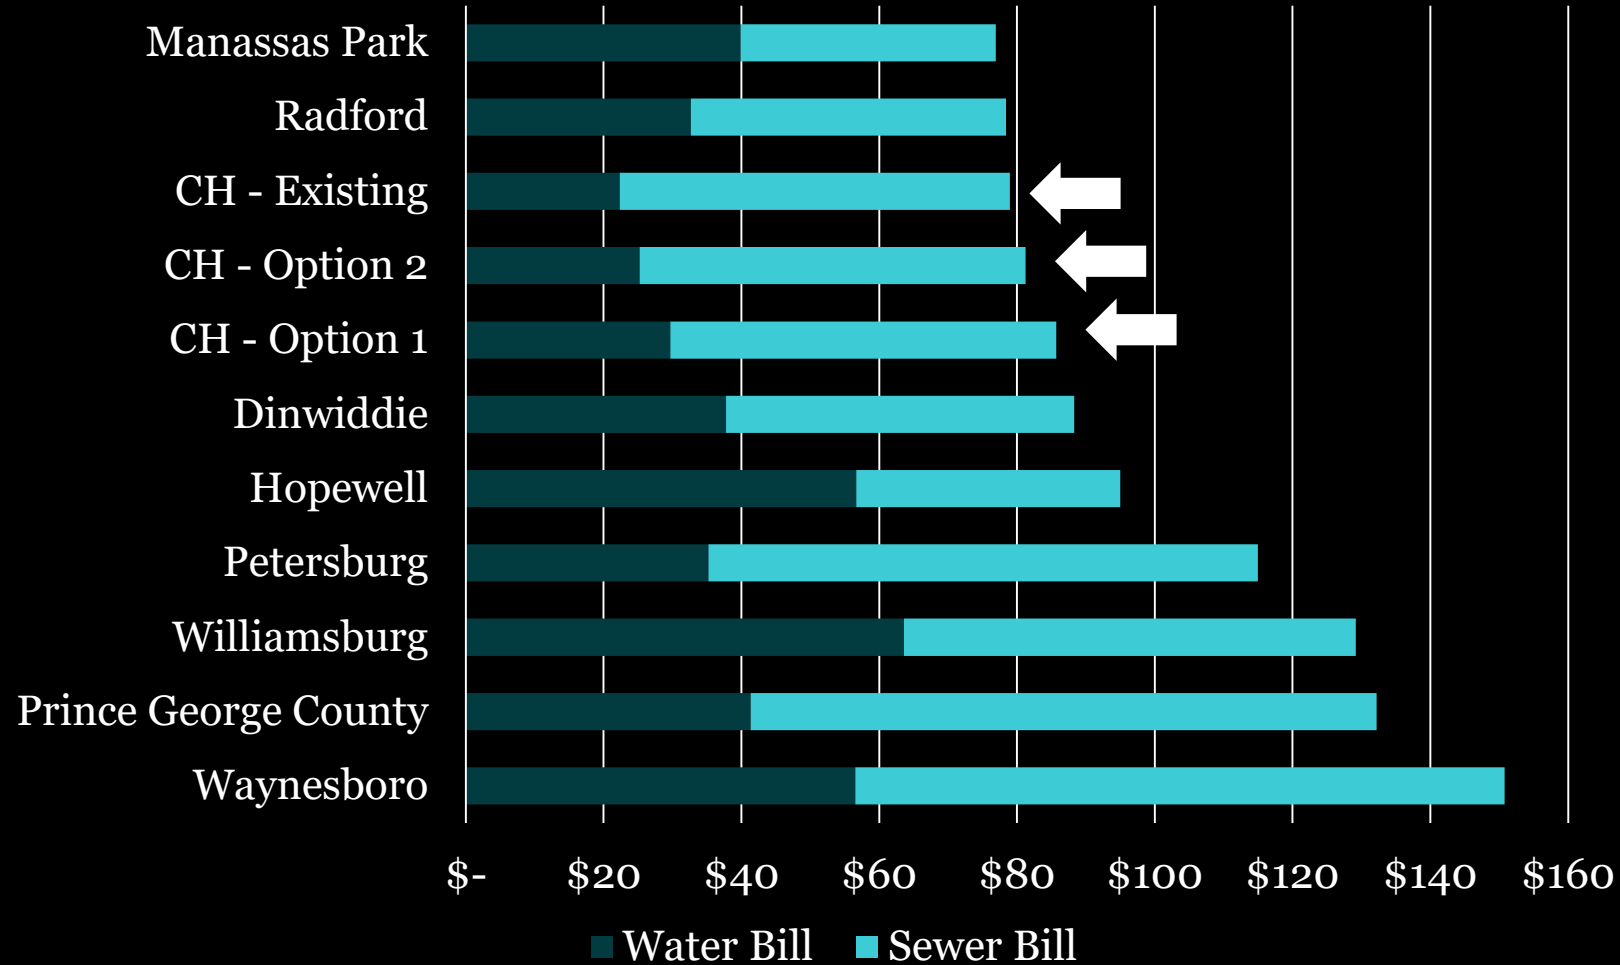 Manassas Park
Radford
CH - Existing
CH - Option 2
CH - Option 1
Dinwiddie
Hopewell
Petersburg
Williamsburg
Prince George County
Waynesboro
$- $20 $40 $60 $80 $100 $120 $140 $160
Water Bill Sewer Bill